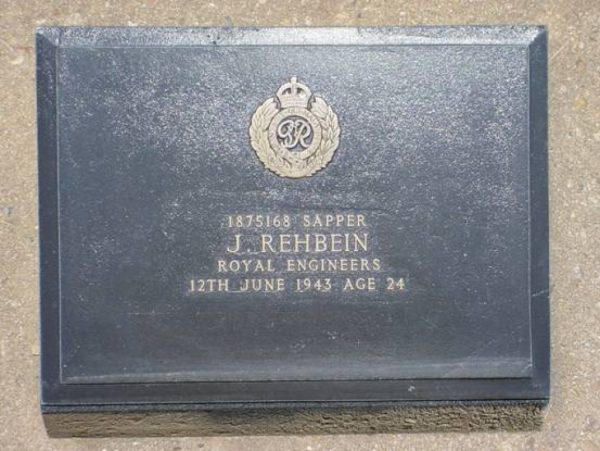 1875168 SAPPER
J. REHBEIN
ROYAL ENGINEERS
12TH JUNE 1943 AGE 24